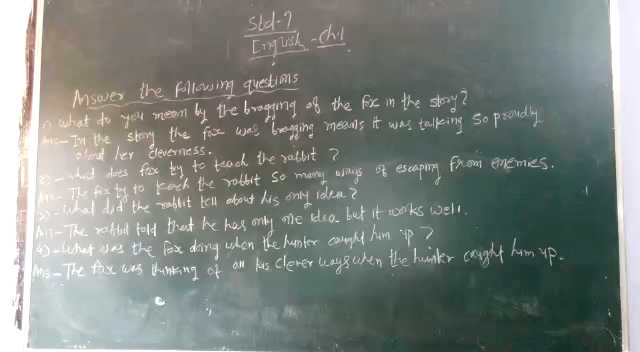 Std-7
English - Ch.1
Answer the following questions
1) what do you mean by the bragging of the fox in the story?
Ans- In the story the fox was bragging means it was talking so proudly
about her cleverness.
2) - what does fox try to teach the rabbit ?
Ans - The fox try to teach the rabbit so many ways of escaping from enemies.
3) - what did the rabbit tell about his only idea ?
Ans - The rabbit told that he has only one idea but it works well.
4) - what was the fox doing when the hunter caught him up ?
Ans - The fox was thinking of all his clever ways when the hunter caught him up.